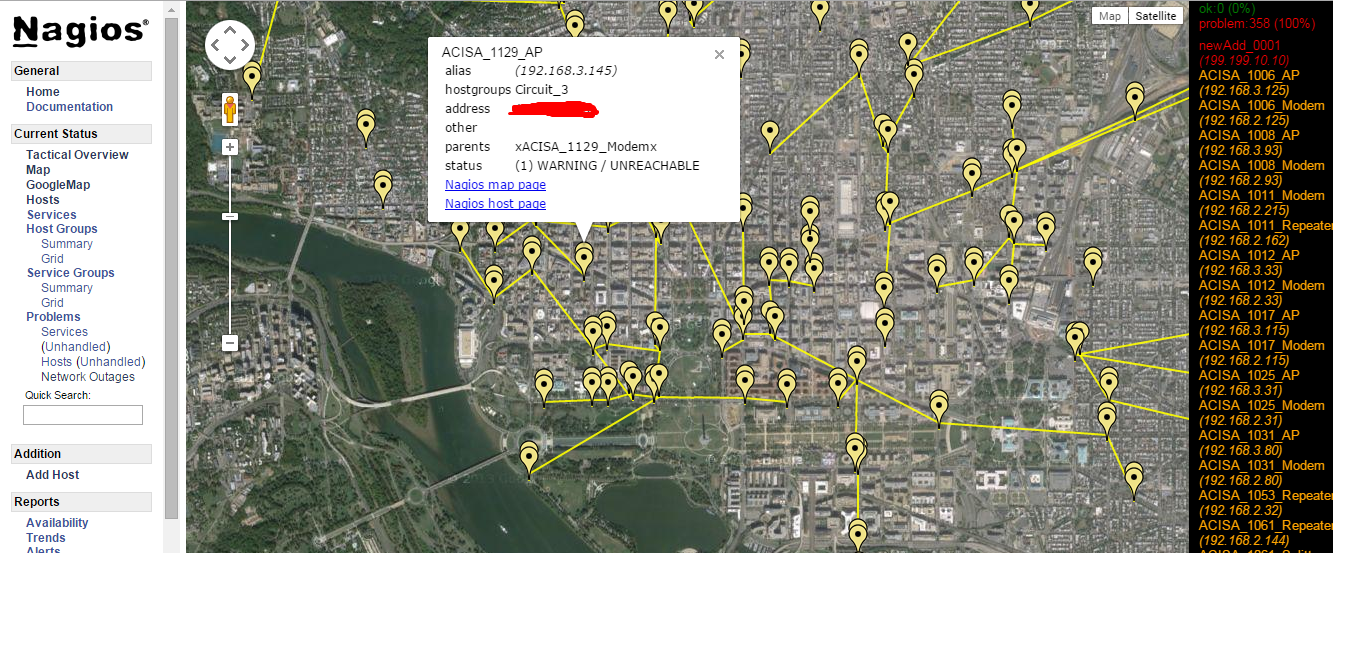 Nagios®
General
Home
Documentation
Current Status
Tactical Overview
Map
GoogleMap
Hosts
Services
Host Groups
Summary
Grid
Service Groups
Summary
Grid
Problems
Services
(Unhandled)
Hosts (Unhandled)
Network Outages
Quick Search:
Addition
Add Host
Reports
Availability
Trends
Alerts
ACISA_1129_AP
alias (192.168.3.145)
hostgroups Circuit_3
address
other
parents xACISA_1129_Modemx
status (1) WARNING / UNREACHABLE
Nagios map page
Nagios host page
Map Satellite
ok:0 (0%)
problem:358 (100%)
newAdd_0001
(199.199.10.10)
ACISA_1006_AP
(192.168.3.125)
ACISA_1006_Modem
(192.168.2.125)
ACISA_1008_AP
(192.168.3.93)
ACISA_1008_Modem
(192.168.2.93)
ACISA_1011_Modem
(192.168.2.215)
ACISA_1011_Repeater
(192.168.2.162)
ACISA_1012_AP
(192.168.3.33)
ACISA_1012_Modem
(192.168.2.33)
ACISA_1017_AP
(192.168.3.115)
ACISA_1017_Modem
(192.168.2.115)
ACISA_1025_AP
(192.168.3.31)
ACISA_1025_Modem
(192.168.2.31)
ACISA_1031_AP
(192.168.3.80)
ACISA_1031_Modem
(192.168.2.80)
ACISA_1053_Repeater
(192.168.2.32)
ACISA_1061_Repeater
(192.168.2.144)